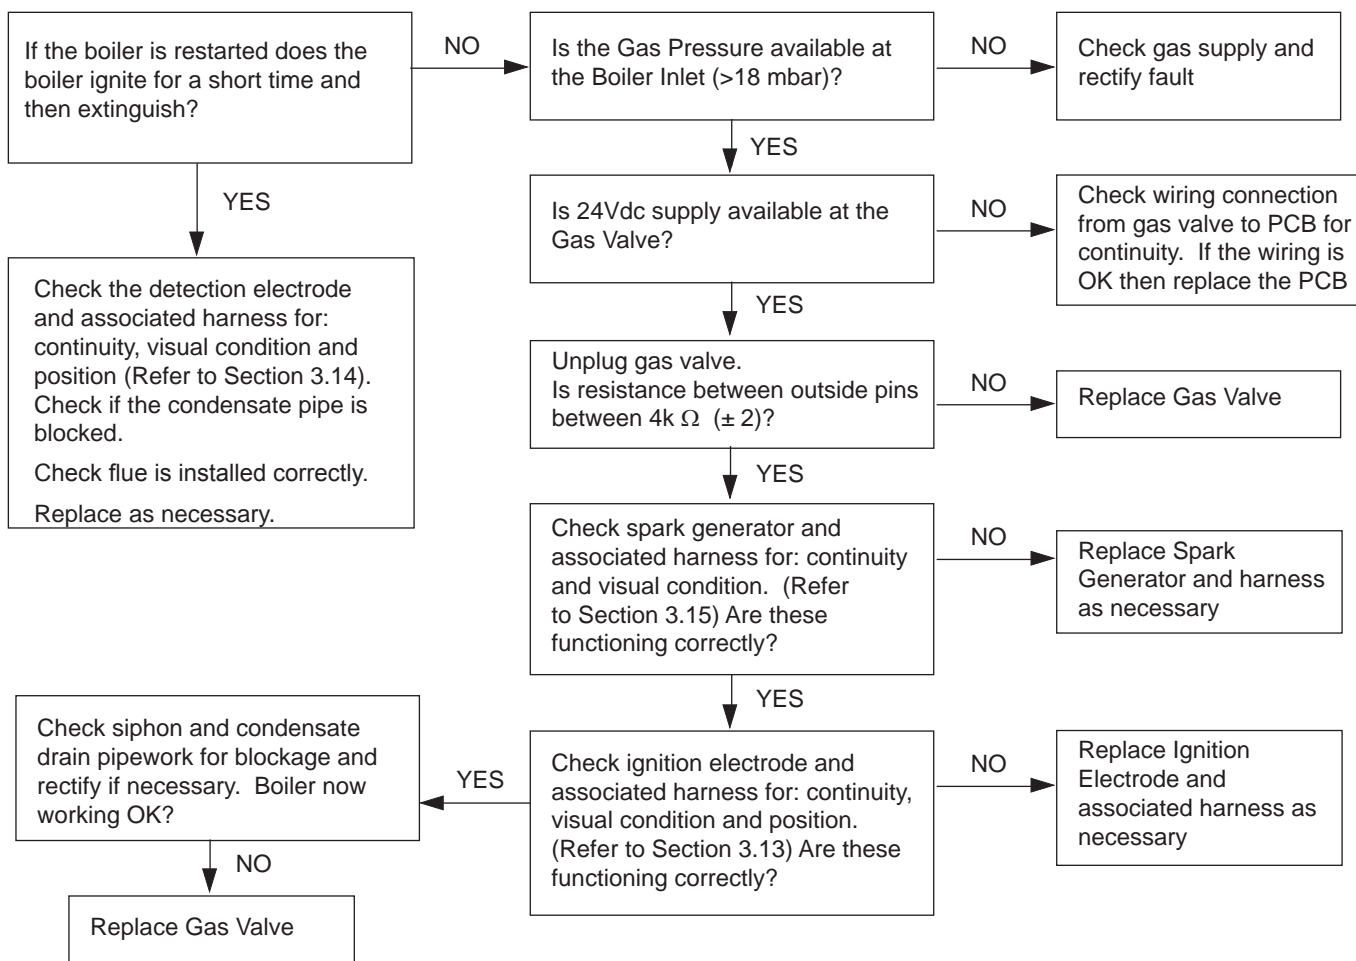 If the boiler is restarted does the
boiler ignite for a short time and
then extinguish?
NO
Is the Gas Pressure available at
the Boiler Inlet (>18 mbar)?
NO
Check gas supply and
rectify fault
YES
YES
Is 24Vdc supply available at the
Gas Valve?
NO
Check wiring connection
from gas valve to PCB for
continuity.  If the wiring is
OK then replace the PCB
Check the detection electrode
and associated harness for:
continuity, visual condition and
position (Refer to Section 3.14).
Check if the condensate pipe is
blocked.
Check flue is installed correctly.
Replace as necessary.
YES
Unplug gas valve.
Is resistance between outside pins
between 4k Ω  (± 2)?
NO
Replace Gas Valve
YES
Check spark generator and
associated harness for: continuity
and visual condition.  (Refer
to Section 3.15) Are these
functioning correctly?
NO
Replace Spark
Generator and harness
as necessary
YES
Check ignition electrode and
associated harness for: continuity,
visual condition and position.
(Refer to Section 3.13) Are these
functioning correctly?
NO
Replace Ignition
Electrode and
associated harness as
necessary
YES
Check siphon and condensate
drain pipework for blockage and
rectify if necessary.  Boiler now
working OK?
NO
Replace Gas Valve